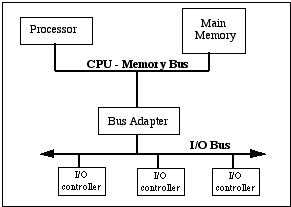 Processor
Main
Memory
CPU - Memory Bus
Bus Adapter
I/O Bus
I/O
controller
I/O
controller
I/O
controller